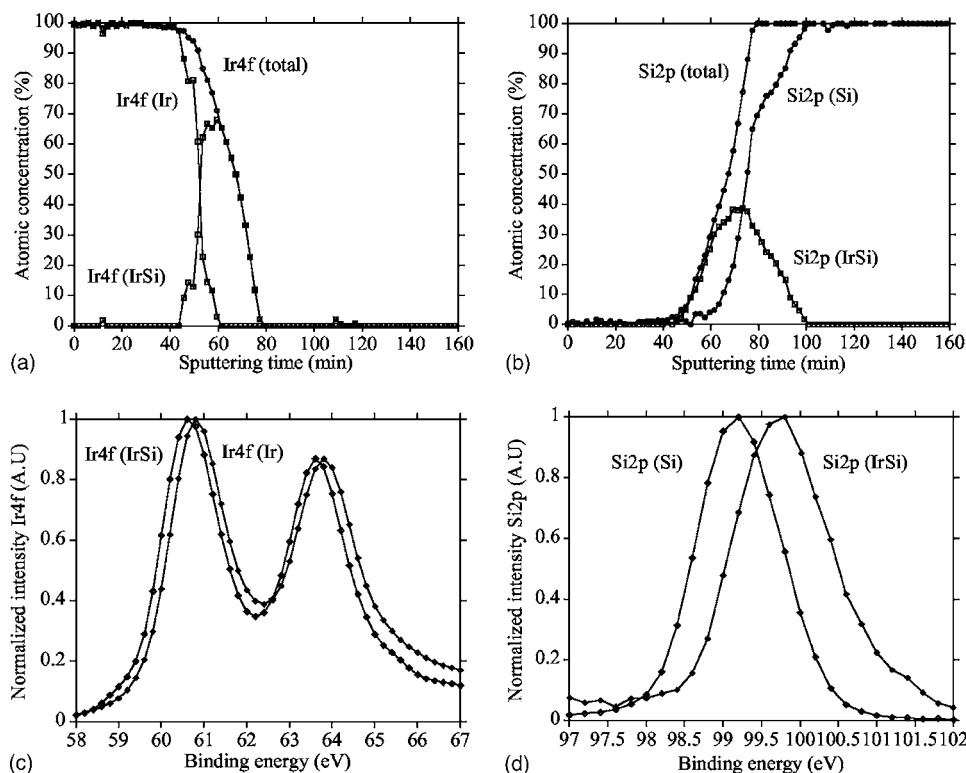 (a)
Atomic concentration (%)
100
90
80
70
60
50
40
30
20
10
0
Ir4f (total)
Ir4f (Ir)
Ir4f (IrSi)
0 20 40 60 80 100 120 140 160
Sputtering time (min)
(b)
Atomic concentration (%)
100
90
80
70
60
50
40
30
20
10
0
Si2p (total)
Si2p (Si)
Si2p (IrSi)
0 20 40 60 80 100 120 140 160
Sputtering time (min)
(c)
Normalized intensity Ir4f (A.U)
1
0.8
0.6
0.4
0.2
0
Ir4f (IrSi)
Ir4f (Ir)
58 59 60 61 62 63 64 65 66 67
Binding energy (eV)
(d)
Normalized intensity Si2p (A.U)
1
0.8
0.6
0.4
0.2
0
Si2p (Si)
Si2p (IrSi)
97 97.5 98 98.5 99 99.5 100 100.5 101 101.5 102
Binding energy (eV)